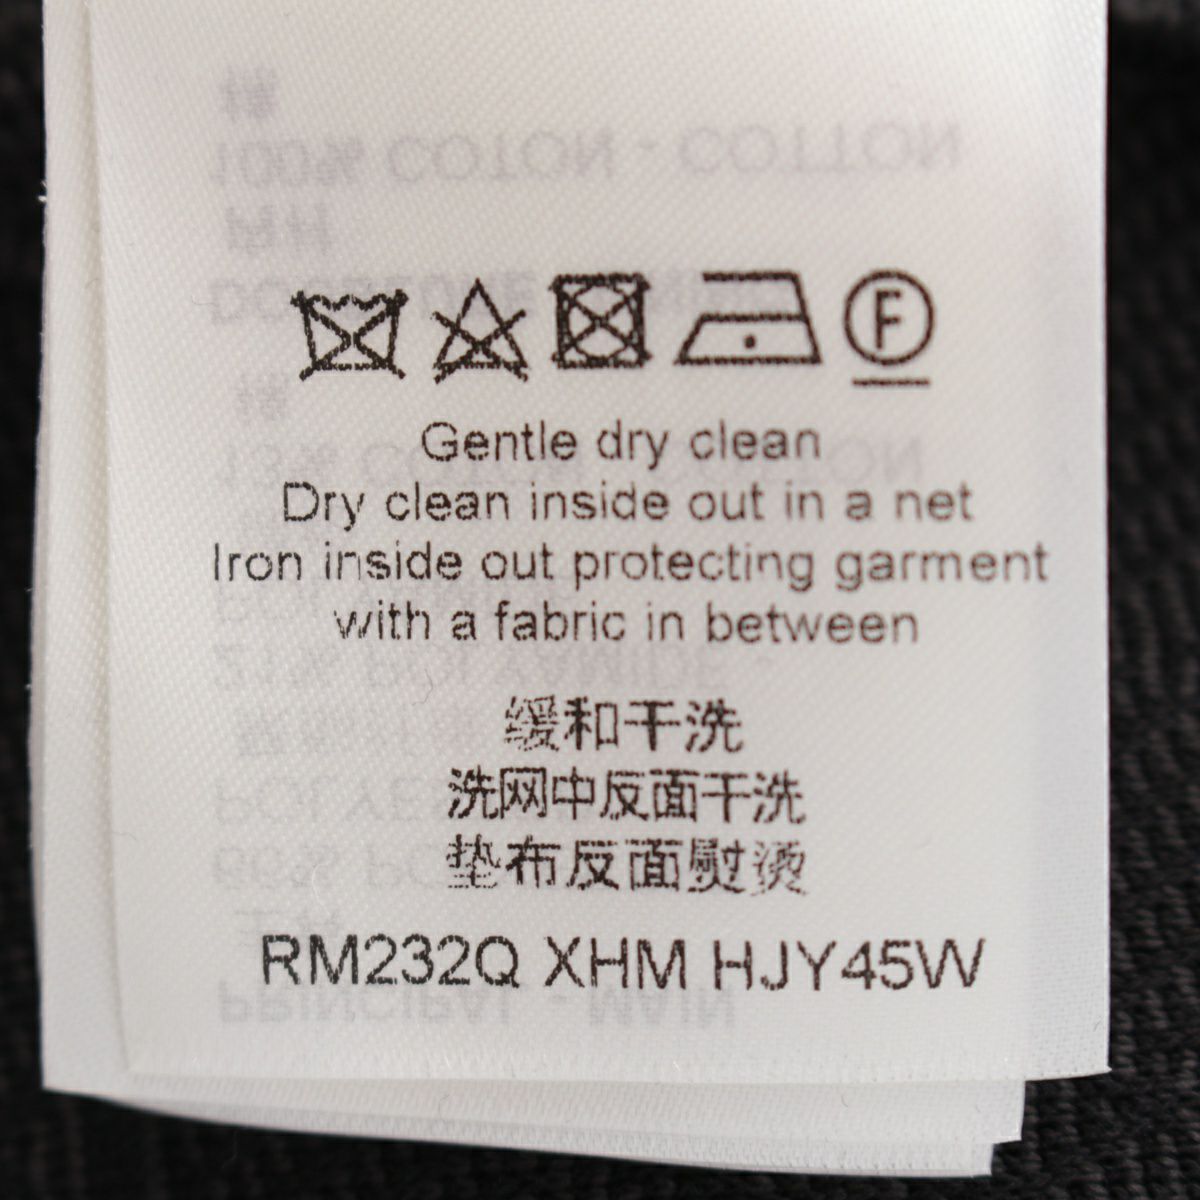 F
Gentle dry clean
Dry clean inside out in a net
Iron inside out protecting garment
with a fabric in between
缓和干洗
洗网中反面干洗
垫布反面熨烫
RM232Q XHM HJY45W